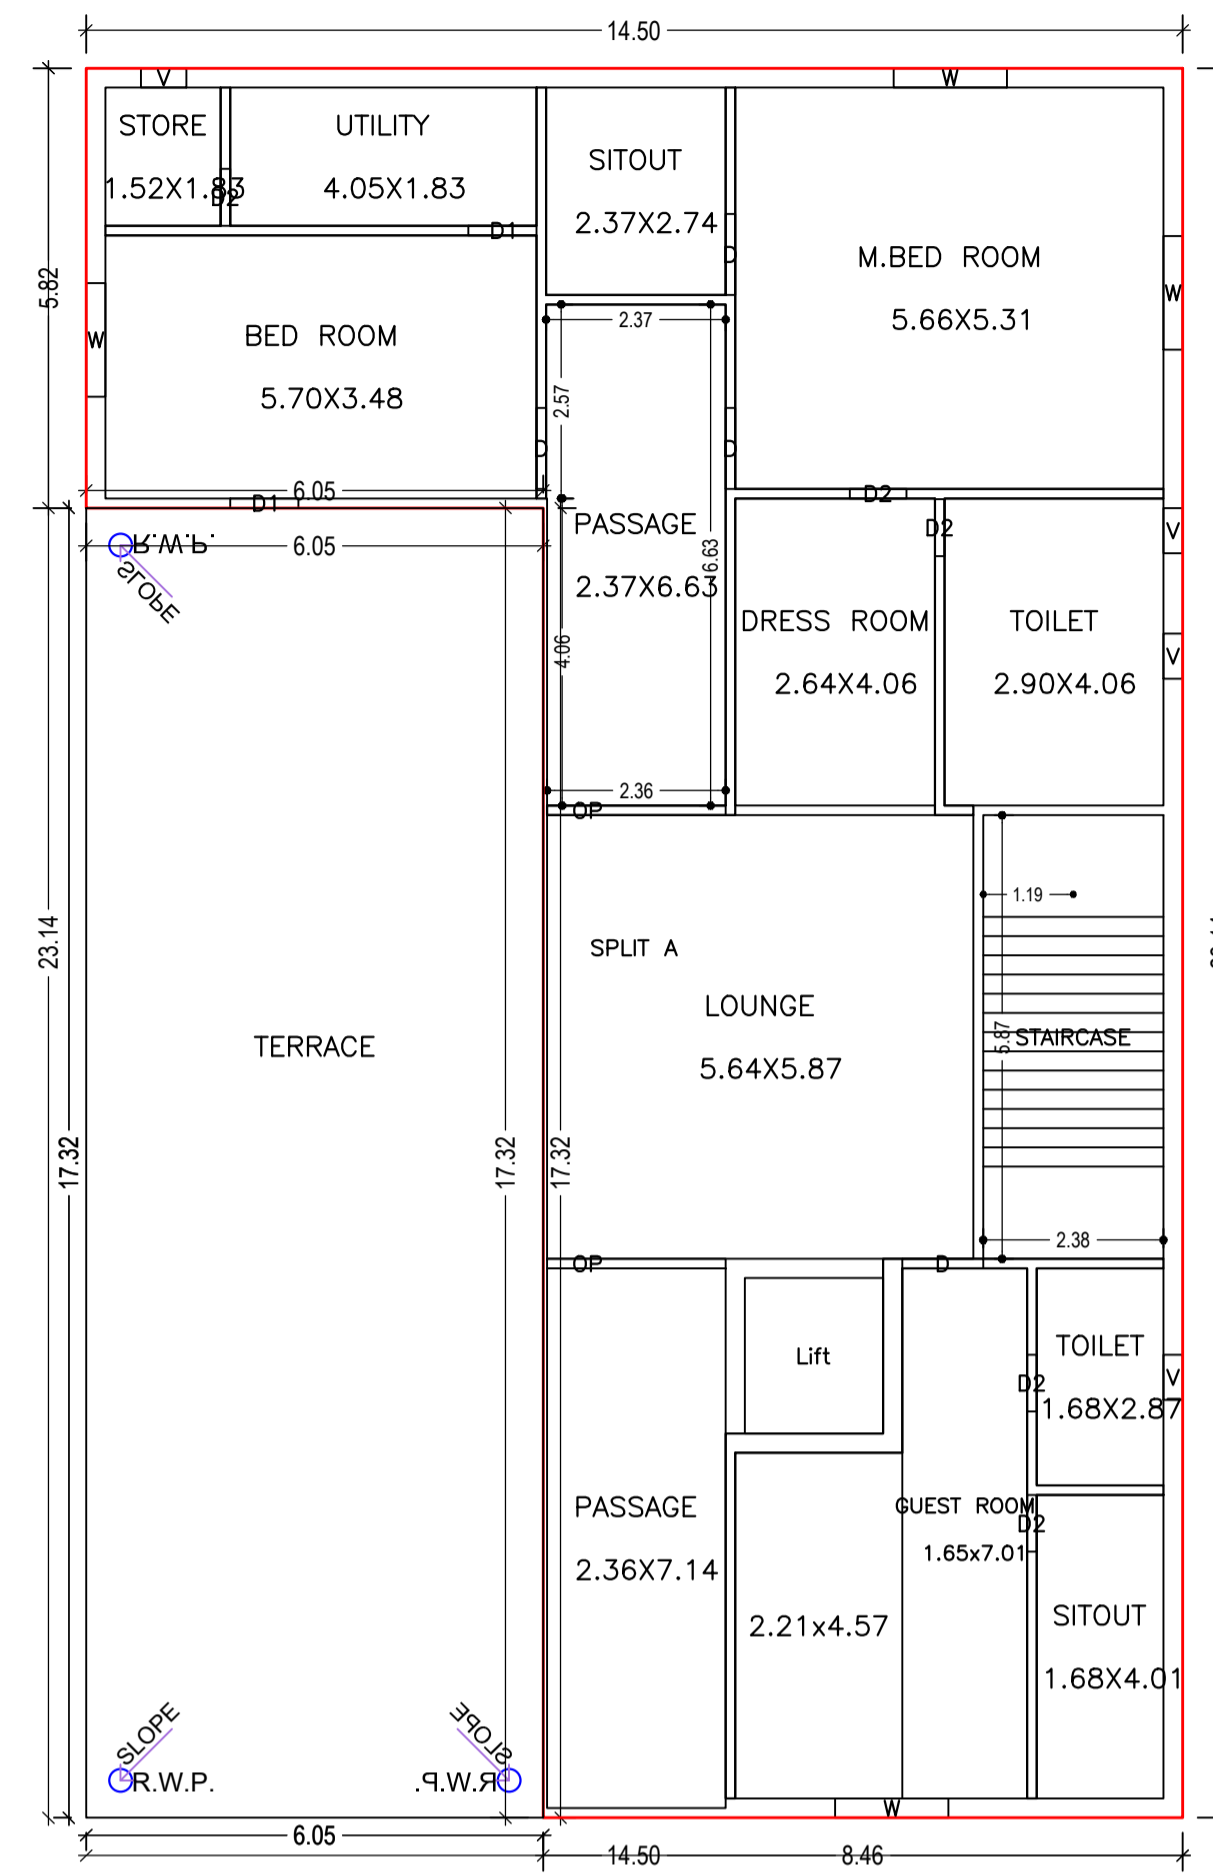 14.50
V
W
STORE
1.52X1.83
D2
UTILITY
4.05X1.83
D1
SITOUT
2.37X2.74
D
M.BED ROOM
5.66X5.31
W
5.82
W
BED ROOM
5.70X3.48
2.37
2.57
D
D
6.05
D1
D2
R.W.P.
SLOPE
6.05
PASSAGE
2.37X6.63
6.63
4.06
D2
V
DRESS ROOM
2.64X4.06
TOILET
2.90X4.06
V
2.36
OP
1.19
23.14
SPLIT A
LOUNGE
5.64X5.87
5.87
STAIRCASE
TERRACE
17.32
17.32
17.32
2.38
OP
D
Lift
TOILET
1.68X2.87
D2
V
PASSAGE
2.36X7.14
GUEST ROOM
1.65x7.01
D2
2.21x4.57
SITOUT
1.68X4.01
SLOPE
R.W.P.
SLOPE
R.W.P.
W
6.05
14.50
8.46